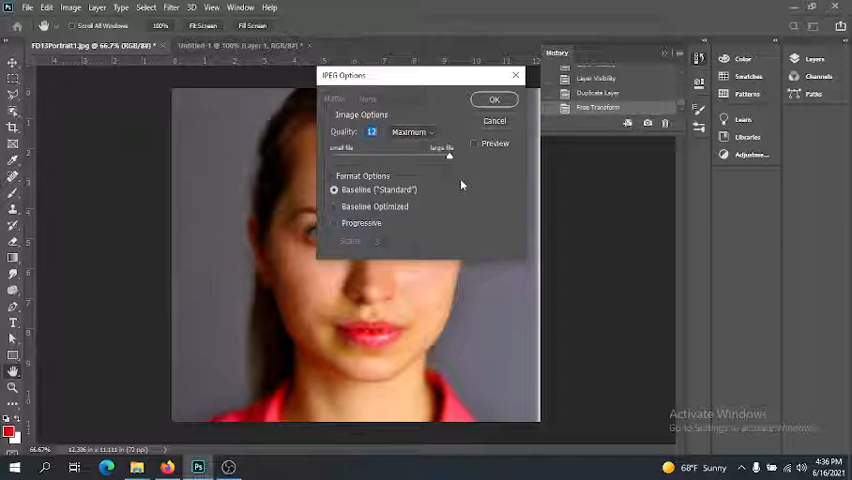 File Edit Image Layer Type Select Filter 3D View Window Help
Scroll All Windows 100% Fit Screen Fill Screen
FD13Portrait1.jpg @ 66.7% (RGB/8*) × Untitled-1 @ 100% (Layer 1, RGB/8*) ×
JPEG Options
Matte: None
Image Options
Quality: 12 Maximum
small file large file
Format Options
Baseline ("Standard")
Baseline Optimized
Progressive
Scans: 3
OK
Cancel
Preview
History
Layer Visibility
Duplicate Layer
Free Transform
Color
Swatches
Patterns
Learn
Libraries
Adjustme...
Layers
Channels
Paths
Activate Windows
Go to Settings to activate Windows.
66.67% 12.306 in x 11.111 in (72 ppi)
68°F Sunny
4:36 PM
6/16/2021